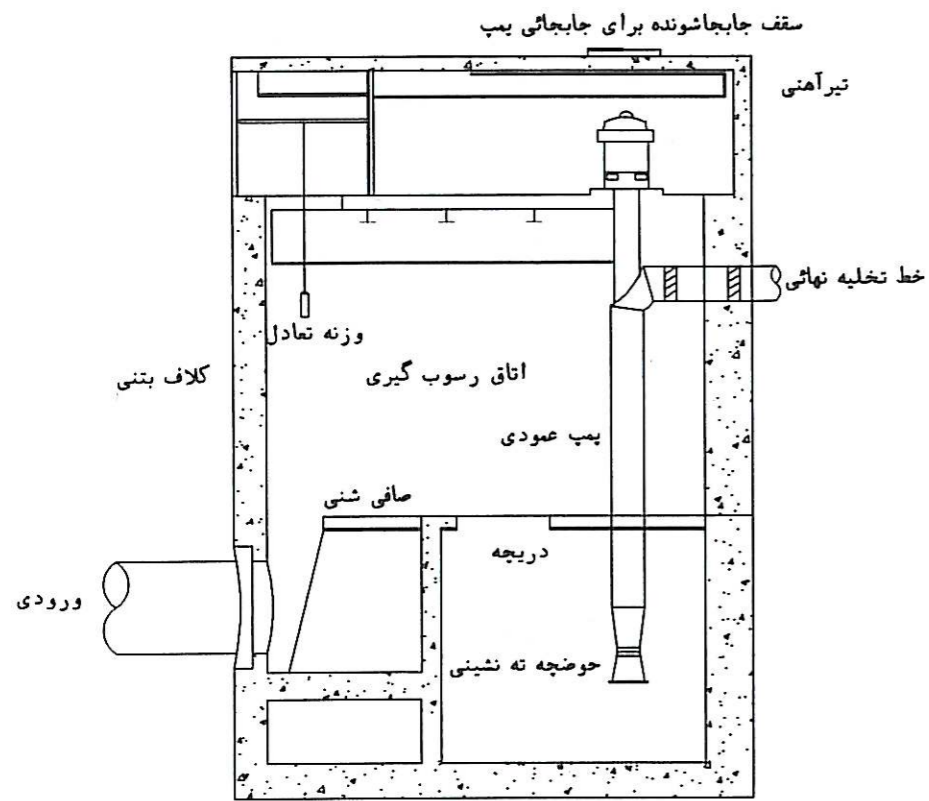 سقف جابجاشونده برای جابجائی پمپ
تیرآهنی
خط تخلیه نهائی
وزنه تعادل
کلاف بتنی
اتاق رسوب گیری
پمپ عمودی
صافی شنی
دریچه
ورودی
حوضچه ته نشینی